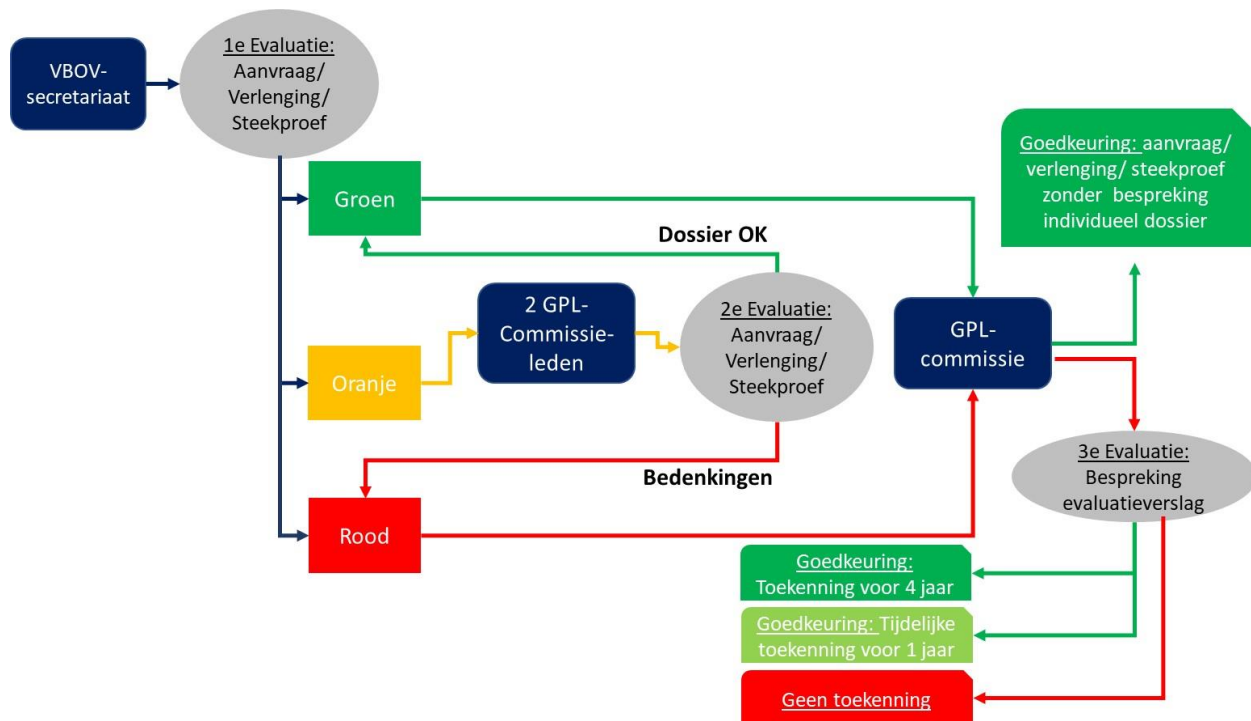 VBOV-
secretariaat
1e Evaluatie:
Aanvraag/
Verlenging/
Steekproef
Groen
Dossier OK
Oranje
2 GPL-
Commissie-
leden
2e Evaluatie:
Aanvraag/
Verlenging/
Steekproef
Bedenkingen
Rood
GPL-
commissie
Goedkeuring: aanvraag/
verlenging/ steekproef
zonder bespreking
individueel dossier
3e Evaluatie:
Bespreking
evaluatieverslag
Goedkeuring:
Toekenning voor 4 jaar
Goedkeuring: Tijdelijke
toekenning voor 1 jaar
Geen toekenning